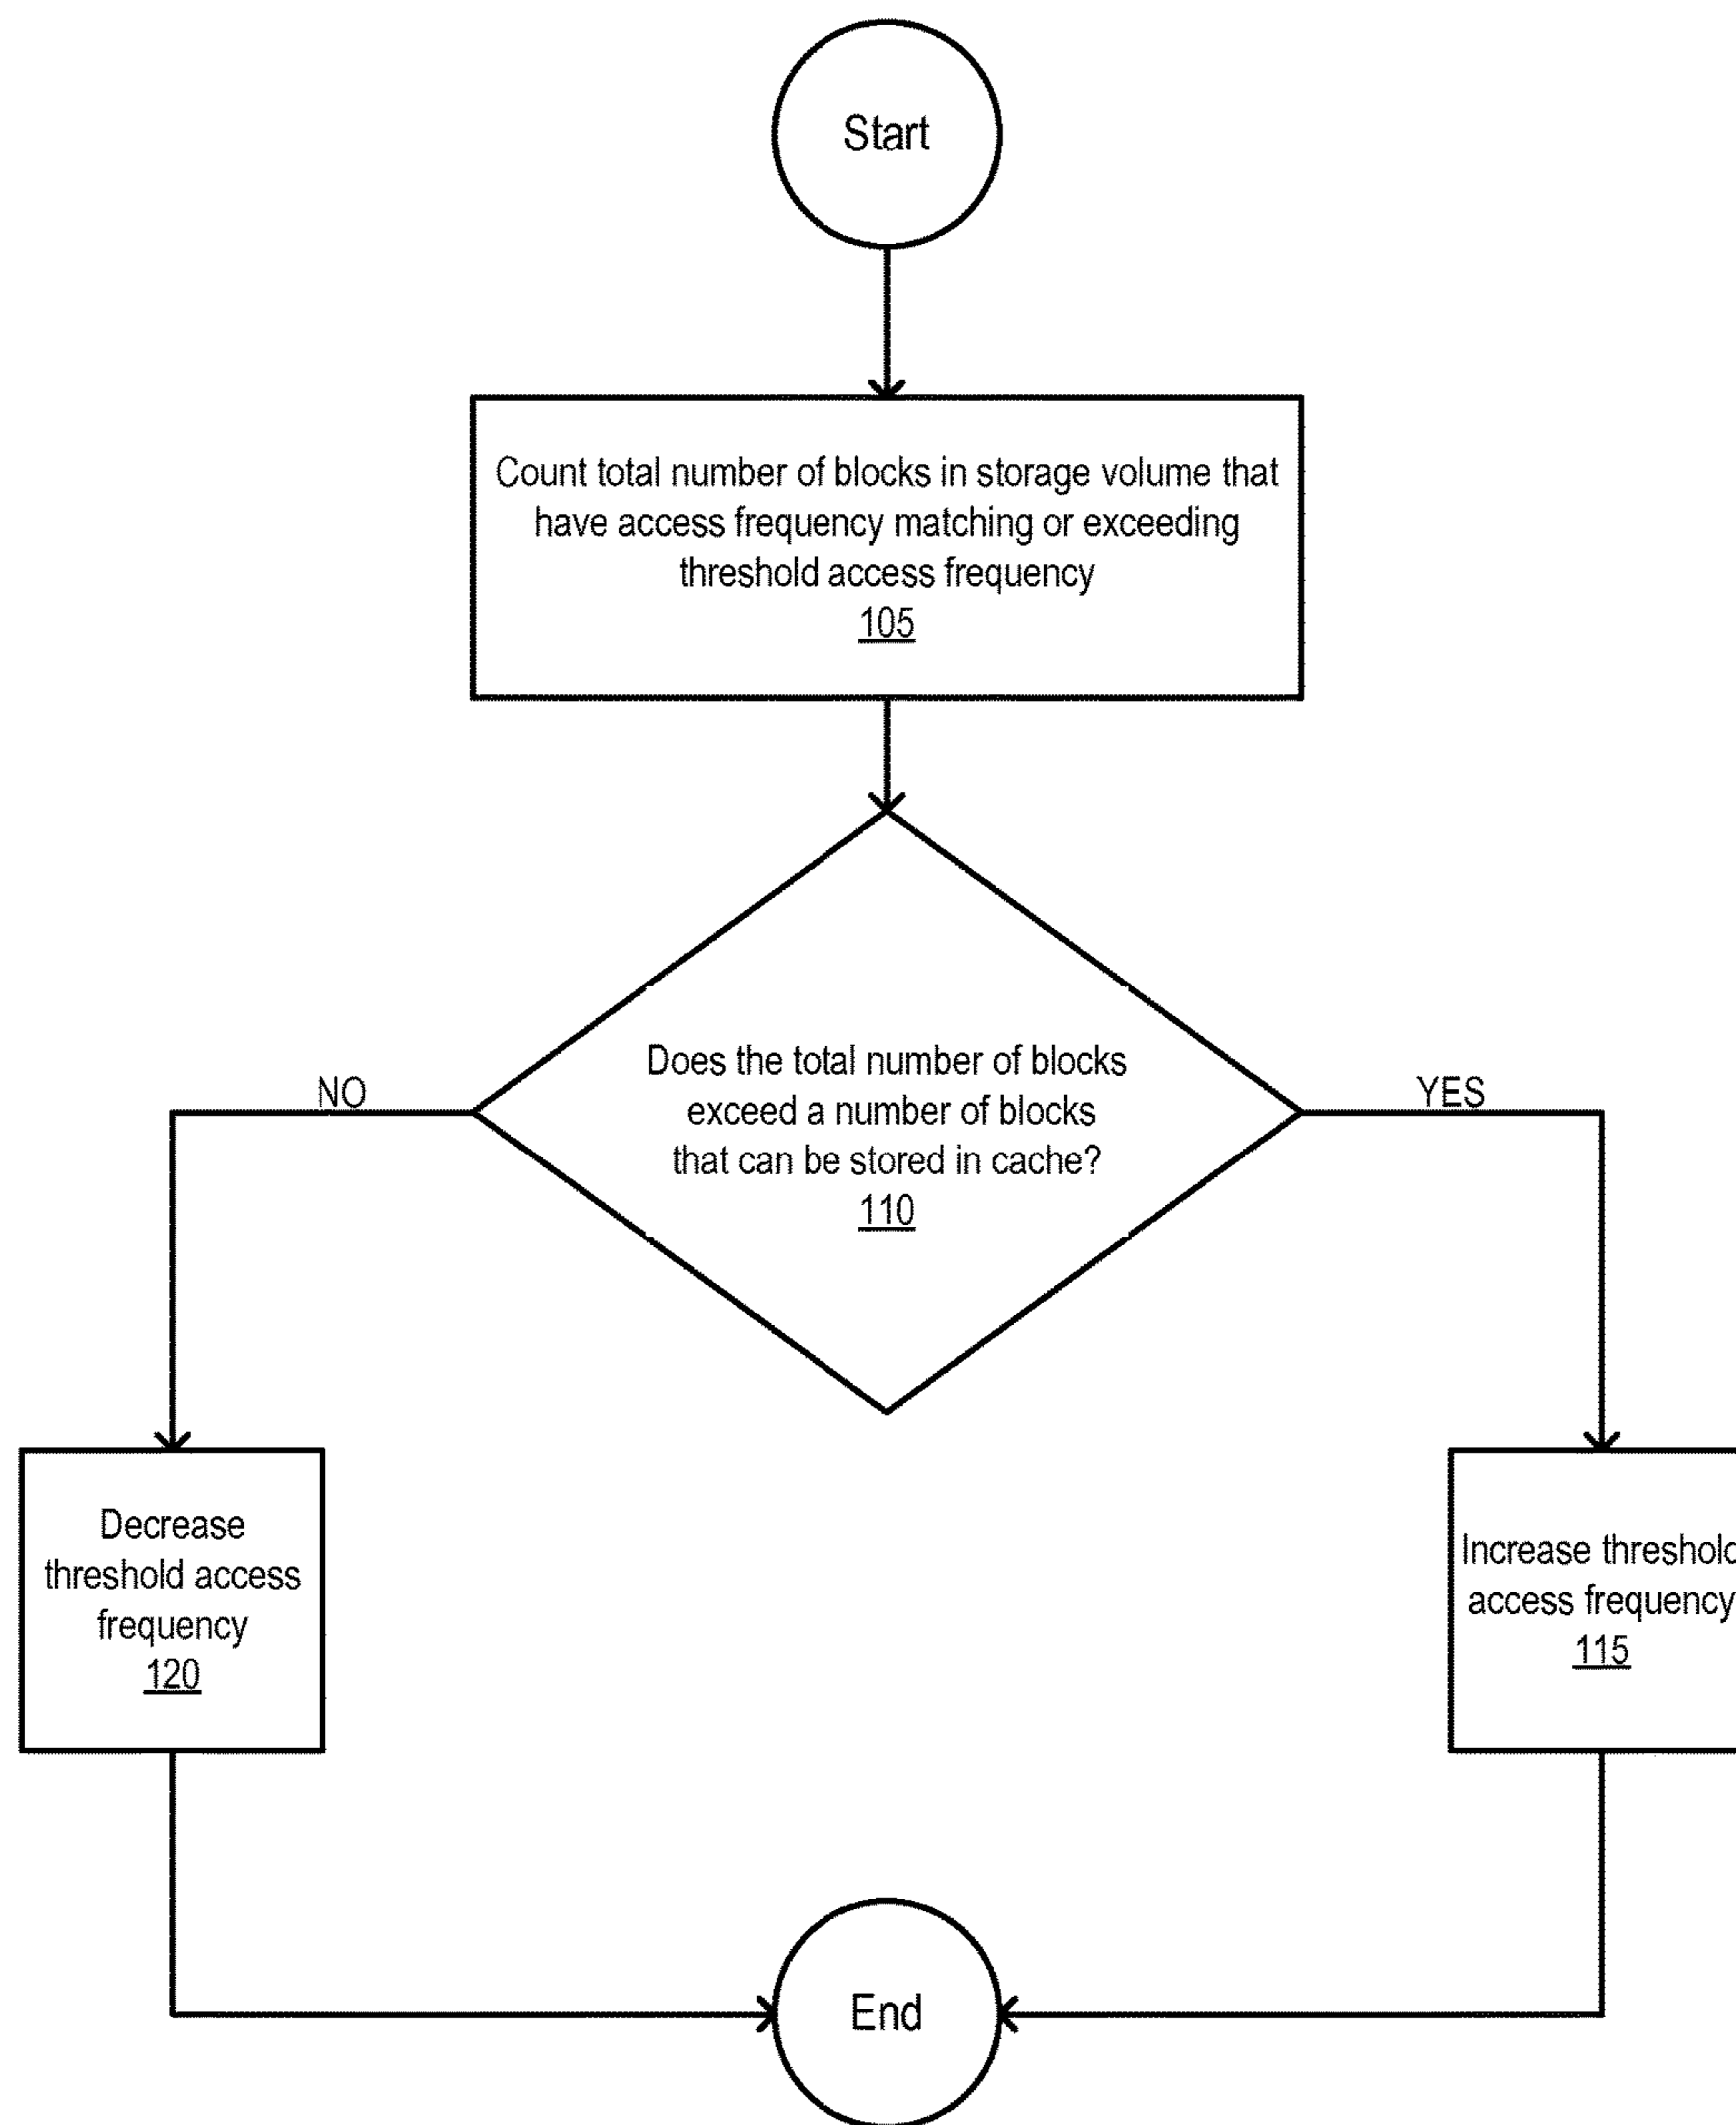 Start
Count total number of blocks in storage volume that
have access frequency matching or exceeding
threshold access frequency
105
Does the total number of blocks
exceed a number of blocks
that can be stored in cache?
110
NO
YES
Decrease
threshold access
frequency
120
Increase threshold
access frequency
115
End